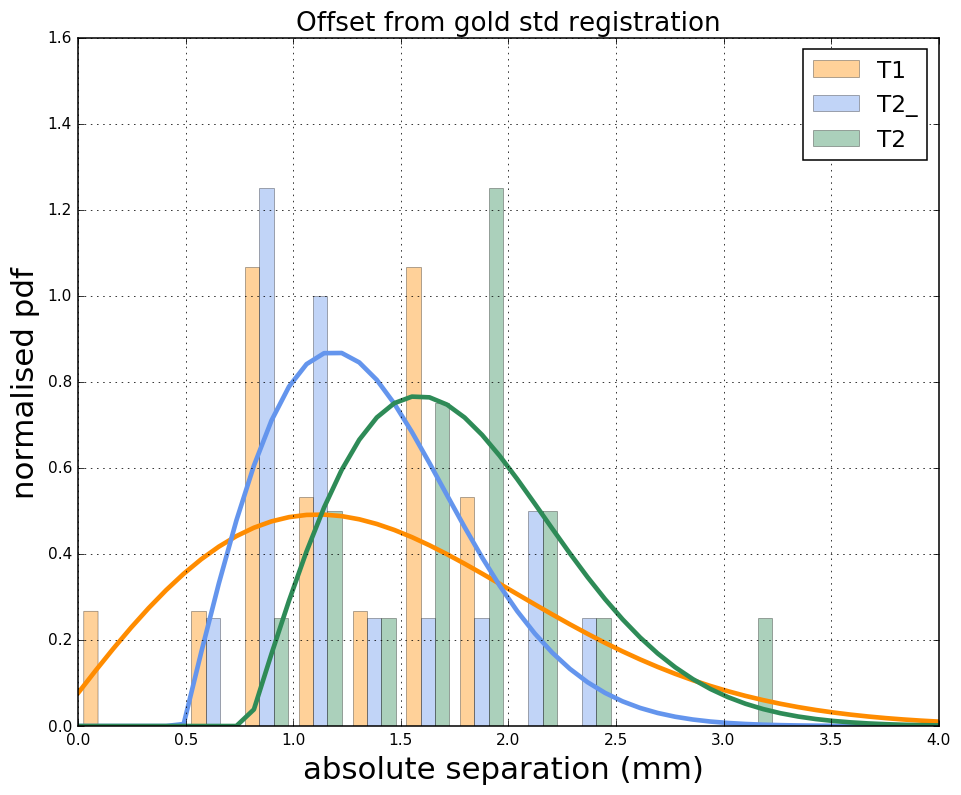 Offset from gold std registration
T1
T2_
T2
normalised pdf
1.6
1.4
1.2
1.0
0.8
0.6
0.4
0.2
0.0
0.0 0.5 1.0 1.5 2.0 2.5 3.0 3.5 4.0
absolute separation (mm)